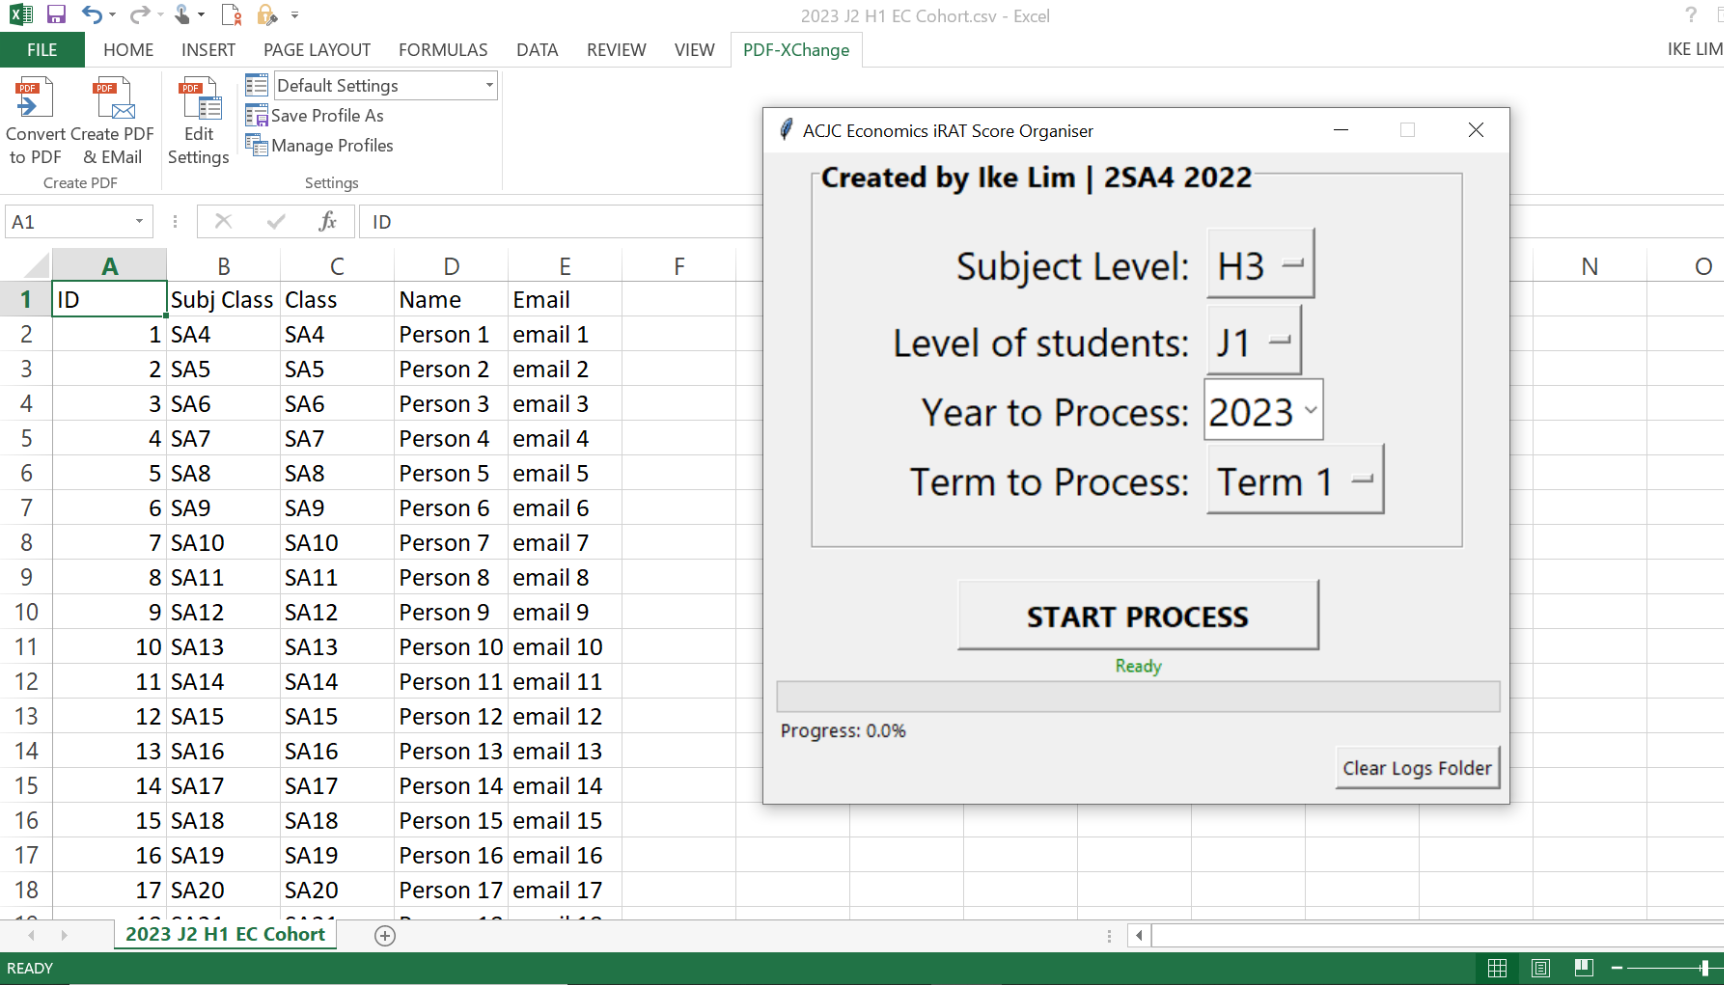 2023 J2 H1 EC Cohort.csv - Excel
?
FILE HOME INSERT PAGE LAYOUT FORMULAS DATA REVIEW VIEW PDF-XChange IKE LIM
Convert to PDF
Create PDF & EMail
Create PDF
Edit Settings
Default Settings
Save Profile As
Manage Profiles
Settings
A1 fx ID
A B C D E F N O
1 ID Subj Class Class Name Email
2 1 SA4 SA4 Person 1 email 1
3 2 SA5 SA5 Person 2 email 2
4 3 SA6 SA6 Person 3 email 3
5 4 SA7 SA7 Person 4 email 4
6 5 SA8 SA8 Person 5 email 5
7 6 SA9 SA9 Person 6 email 6
8 7 SA10 SA10 Person 7 email 7
9 8 SA11 SA11 Person 8 email 8
10 9 SA12 SA12 Person 9 email 9
11 10 SA13 SA13 Person 10 email 10
12 11 SA14 SA14 Person 11 email 11
13 12 SA15 SA15 Person 12 email 12
14 13 SA16 SA16 Person 13 email 13
15 14 SA17 SA17 Person 14 email 14
16 15 SA18 SA18 Person 15 email 15
17 16 SA19 SA19 Person 16 email 16
18 17 SA20 SA20 Person 17 email 17
ACJC Economics iRAT Score Organiser
Created by Ike Lim | 2SA4 2022
Subject Level: H3
Level of students: J1
Year to Process: 2023
Term to Process: Term 1
START PROCESS
Ready
Progress: 0.0%
Clear Logs Folder
2023 J2 H1 EC Cohort
READY